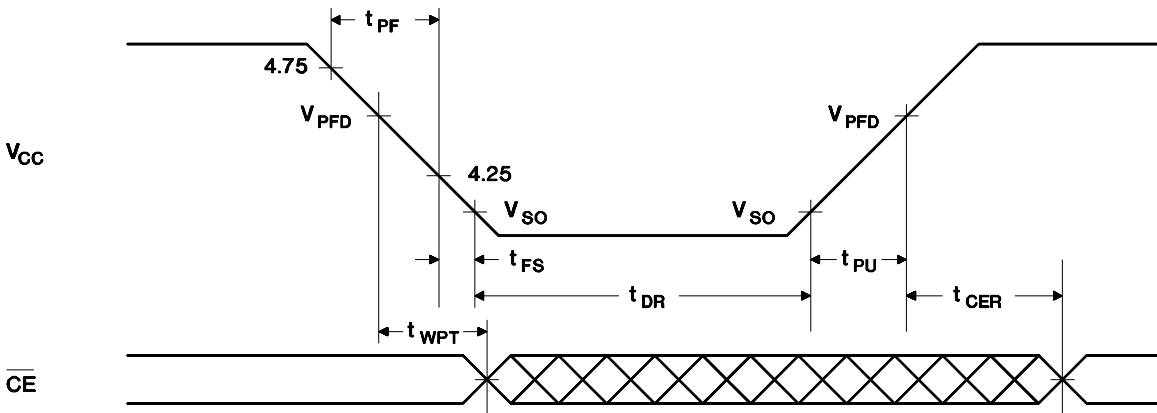 t PF
4.75
V PFD
V PFD
V CC
4.25
V SO
V SO
t FS
t PU
t DR
t CER
t WPT
CE